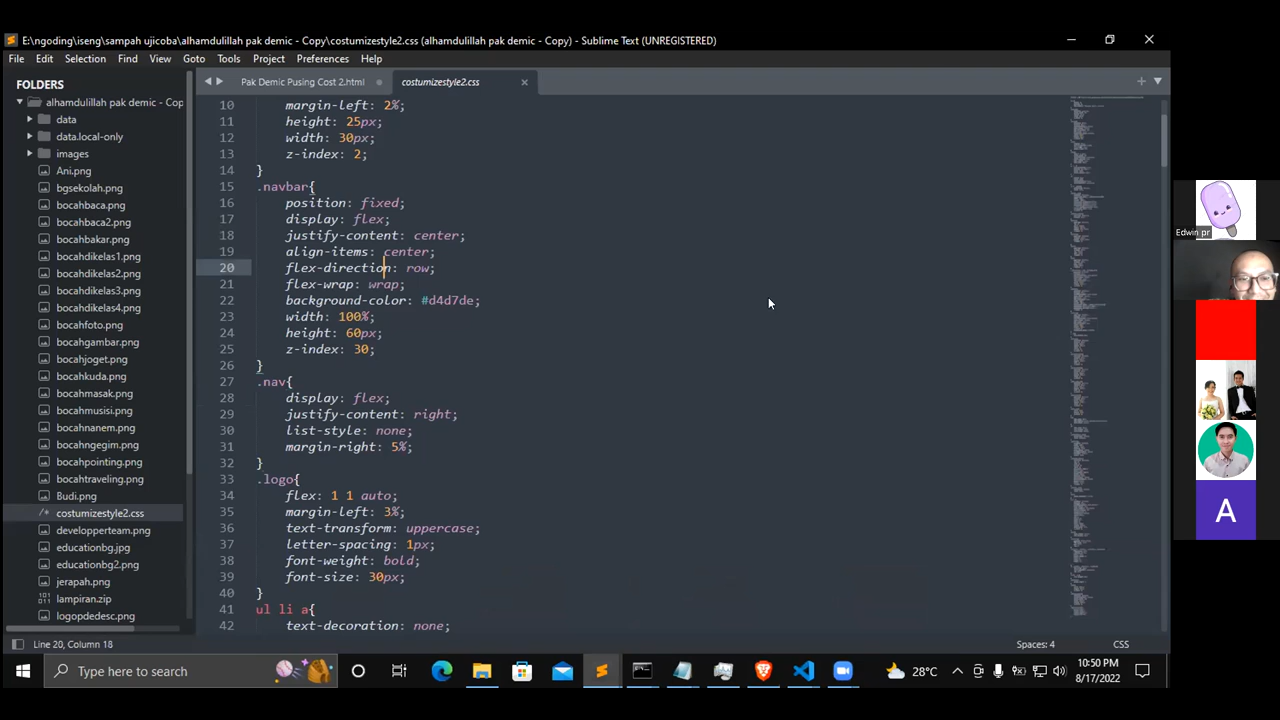 E:\ngoding\iseng\sampah ujicoba\alhamdulillah pak demic - Copy\costumizestyle2.css (alhamdulillah pak demic - Copy) - Sublime Text (UNREGISTERED)
File Edit Selection Find View Goto Tools Project Preferences Help
FOLDERS
alhamdulillah pak demic - Cop
data
data.local-only
images
Ani.png
bgsekolah.png
bochabaca.png
bocahbaca2.png
bocahbakar.png
bocahdikelas1.png
bocahdikelas2.png
bocahdikelas3.png
bocahdikelas4.png
bocahfoto.png
bocahgambar.png
bocahjoget.png
bocahkuda.png
bocahmasak.png
bocahmusisi.png
bocahnanem.png
bocahngegim.png
bocahpointing.png
bocahtraveling.png
Budi.png
/* costumizestyle2.css
developperteam.png
educationbg.jpg
educationbg2.png
jerapah.png
lampiran.zip
logopdedesc.png
Pak Demic Pusing Cost 2.html
costumizestyle2.css
10 margin-left: 2%;
11 height: 25px;
12 width: 30px;
13 z-index: 2;
14 }
15 .navbar{
16 position: fixed;
17 display: flex;
18 justify-content: center;
19 align-items: center;
20 flex-direction: row;
21 flex-wrap: wrap;
22 background-color: #d4d7de;
23 width: 100%;
24 height: 60px;
25 z-index: 30;
26 }
27 .nav{
28 display: flex;
29 justify-content: right;
30 list-style: none;
31 margin-right: 5%;
32 }
33 .logo{
34 flex: 1 1 auto;
35 margin-left: 3%;
36 text-transform: uppercase;
37 letter-spacing: 1px;
38 font-weight: bold;
39 font-size: 30px;
40 }
41 ul li a{
42 text-decoration: none;
Edwin pr
A
Line 20, Column 18
Spaces: 4
CSS
Type here to search
28°C
10:50 PM
8/17/2022